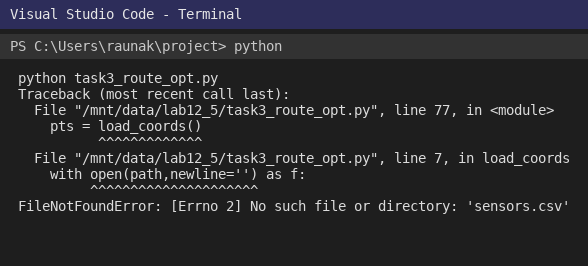 Visual Studio Code - Terminal
PS C:\Users\raunak\project> python
python task3_route_opt.py
Traceback (most recent call last):
  File "/mnt/data/lab12_5/task3_route_opt.py", line 77, in <module>
    pts = load_coords()
          ^^^^^^^^^^^^^
  File "/mnt/data/lab12_5/task3_route_opt.py", line 7, in load_coords
    with open(path,newline='') as f:
         ^^^^^^^^^^^^^^^^^^^^^
FileNotFoundError: [Errno 2] No such file or directory: 'sensors.csv'